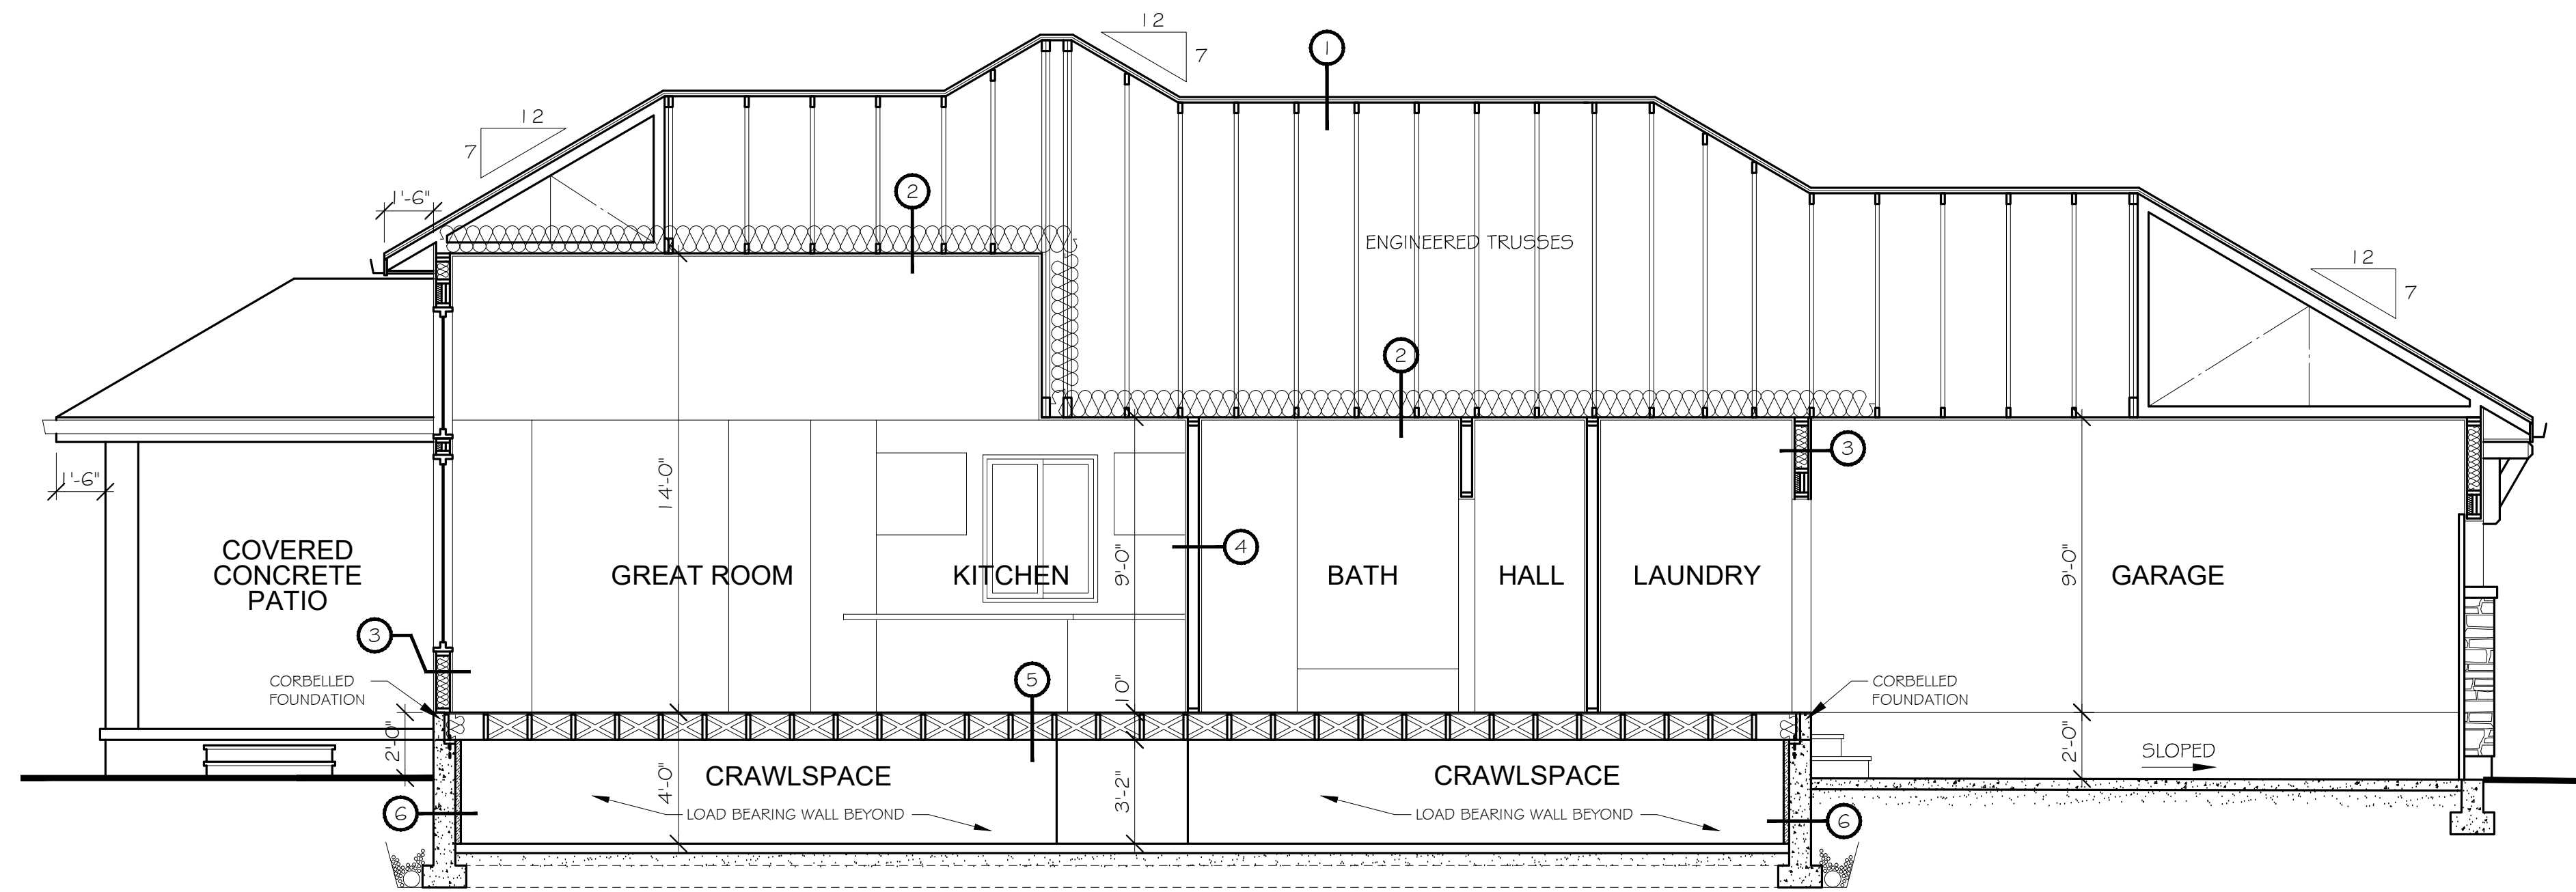 12
7
1
12
7
1'-6"
2
ENGINEERED TRUSSES
12
7
2
14'-0"
3
1'-6"
9'-0"
4
9'-0"
COVERED
CONCRETE
PATIO
GREAT ROOM
KITCHEN
BATH
HALL
LAUNDRY
GARAGE
3
CORBELLED
FOUNDATION
5
10"
CORBELLED
FOUNDATION
2'-0"
2'-0"
SLOPED
CRAWLSPACE
CRAWLSPACE
4'-0"
3'-2"
6
LOAD BEARING WALL BEYOND
LOAD BEARING WALL BEYOND
6